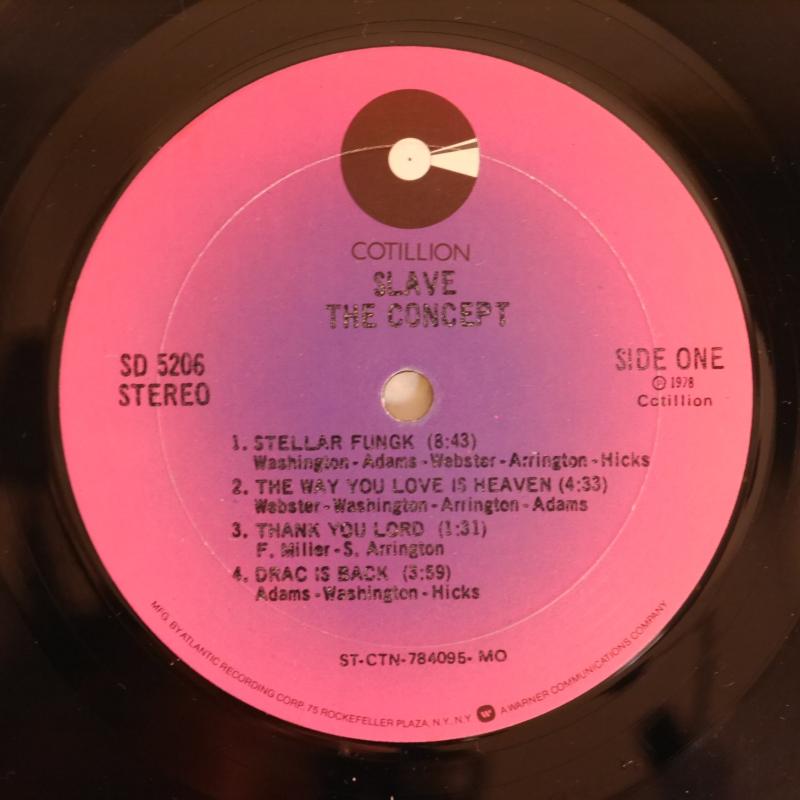 COTILLION
SLAVE
THE CONCEPT
SD 5206
STEREO
SIDE ONE
Ⓟ 1978
Cotillion
1. STELLAR FUNGK (8:43)
Washington - Adams - Webster - Arrington - Hicks
2. THE WAY YOU LOVE IS HEAVEN (4:33)
Webster - Washington - Arrington - Adams
3. THANK YOU LORD (1:31)
F. Miller - S. Arrington
4. DRAC IS BACK (3:59)
Adams - Washington - Hicks
ST-CTN-784095- MO
MFG. BY ATLANTIC RECORDING CORP. 75 ROCKEFELLER PLAZA, N.Y., N.Y. A WARNER COMMUNICATIONS COMPANY